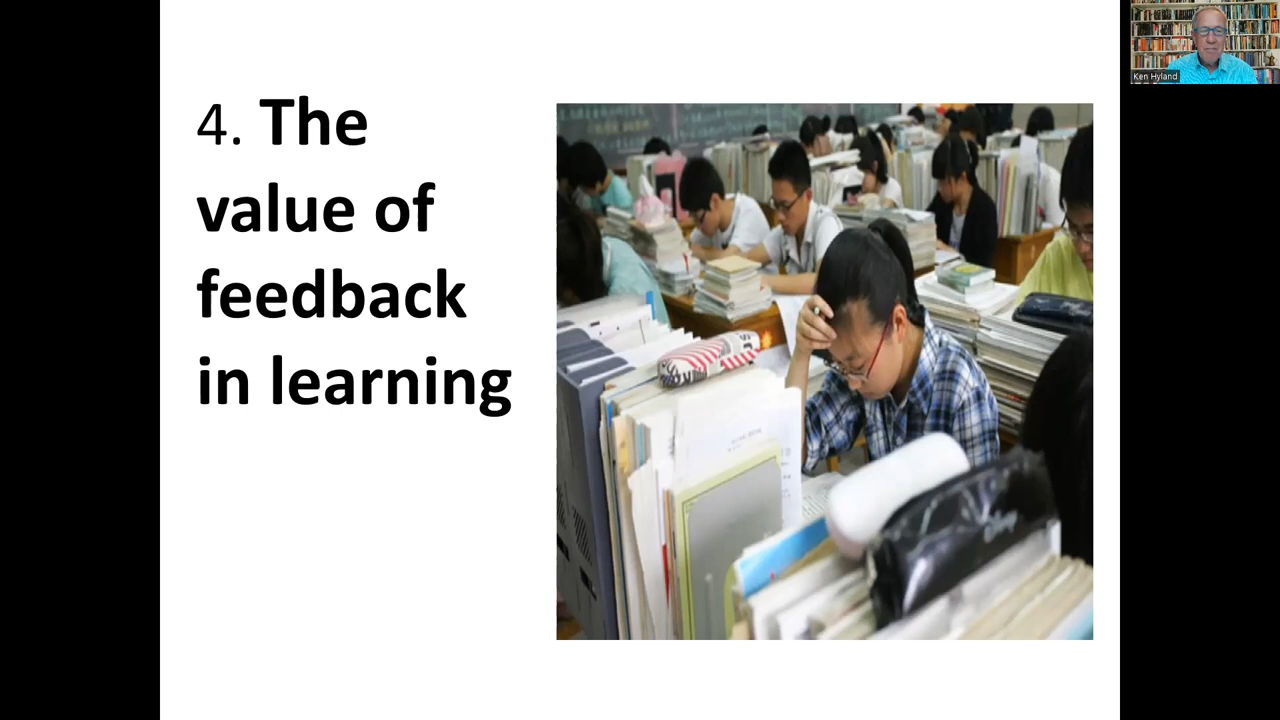 4. The
value of
feedback
in learning
Ken Hyland